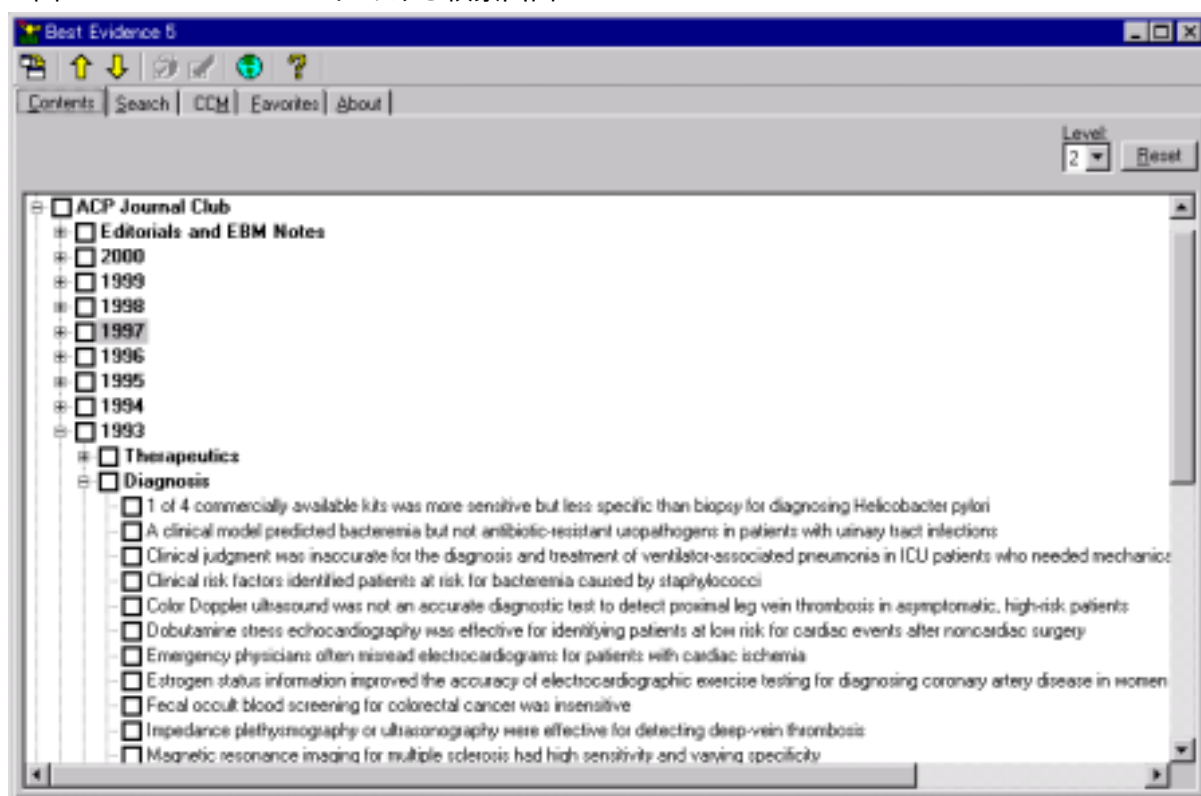 Best Evidence 5
Contents Search CCM Favorites About
Level:
2 Reset
ACP Journal Club
Editorials and EBM Notes
2000
1999
1998
1997
1996
1995
1994
1993
Therapeutics
Diagnosis
1 of 4 commercially available kits was more sensitive but less specific than biopsy for diagnosing Helicobacter pylori
A clinical model predicted bacteremia but not antibiotic-resistant uropathogens in patients with urinary tract infections
Clinical judgment was inaccurate for the diagnosis and treatment of ventilator-associated pneumonia in ICU patients who needed mechanica
Clinical risk factors identified patients at risk for bacteremia caused by staphylococci
Color Doppler ultrasound was not an accurate diagnostic test to detect proximal leg vein thrombosis in asymptomatic, high-risk patients
Dobutamine stress echocardiography was effective for identifying patients at low risk for cardiac events after noncardiac surgery
Emergency physicians often misread electrocardiograms for patients with cardiac ischemia
Estrogen status information improved the accuracy of electrocardiographic exercise testing for diagnosing coronary artery disease in women
Fecal occult blood screening for colorectal cancer was insensitive
Impedance plethysmography or ultrasonography were effective for detecting deep-vein thrombosis
Magnetic resonance imaging for multiple sclerosis had high sensitivity and varying specificity